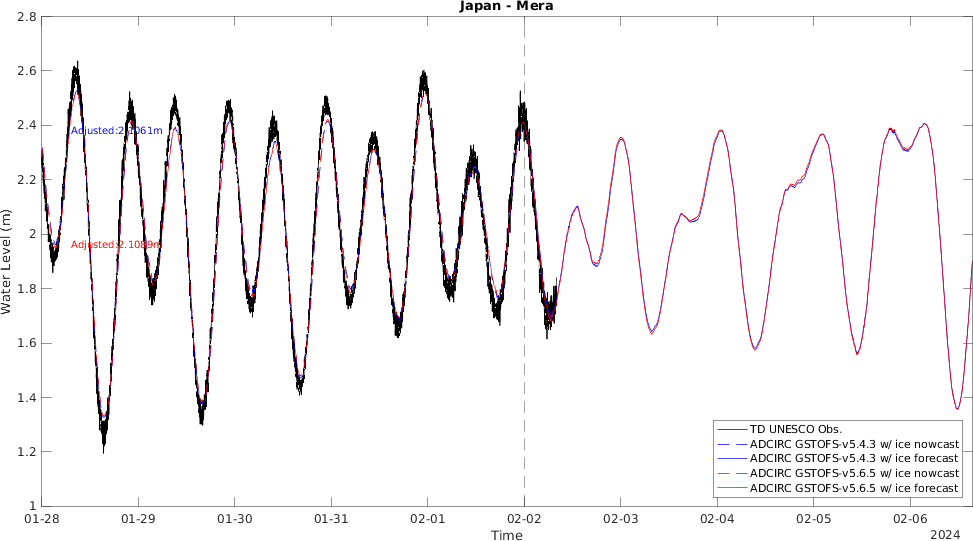 Japan - Mera
2.8
2.6
2.4
2.2
2
1.8
1.6
1.4
1.2
1
Water Level (m)
Adjusted:2.1061m
Adjusted:2.1089m
TD UNESCO Obs.
ADCIRC GSTOFS-v5.4.3 w/ ice nowcast
ADCIRC GSTOFS-v5.4.3 w/ ice forecast
ADCIRC GSTOFS-v5.6.5 w/ ice nowcast
ADCIRC GSTOFS-v5.6.5 w/ ice forecast
01-28 01-29 01-30 01-31 02-01 02-02 02-03 02-04 02-05 02-06
Time
2024